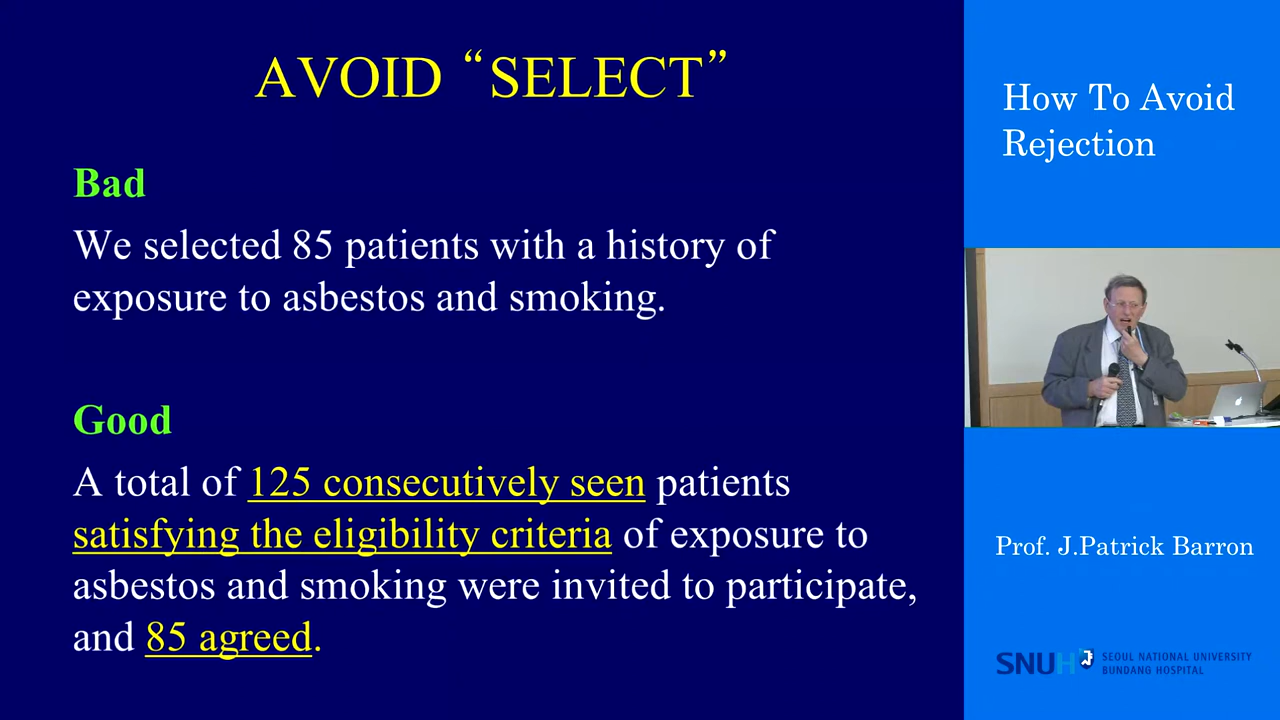 AVOID “SELECT”
Bad
We selected 85 patients with a history of
exposure to asbestos and smoking.
Good
A total of 125 consecutively seen patients
satisfying the eligibility criteria of exposure to
asbestos and smoking were invited to participate,
and 85 agreed.
How To Avoid
Rejection
Prof. J.Patrick Barron
SNUH
SEOUL NATIONAL UNIVERSITY
BUNDANG HOSPITAL